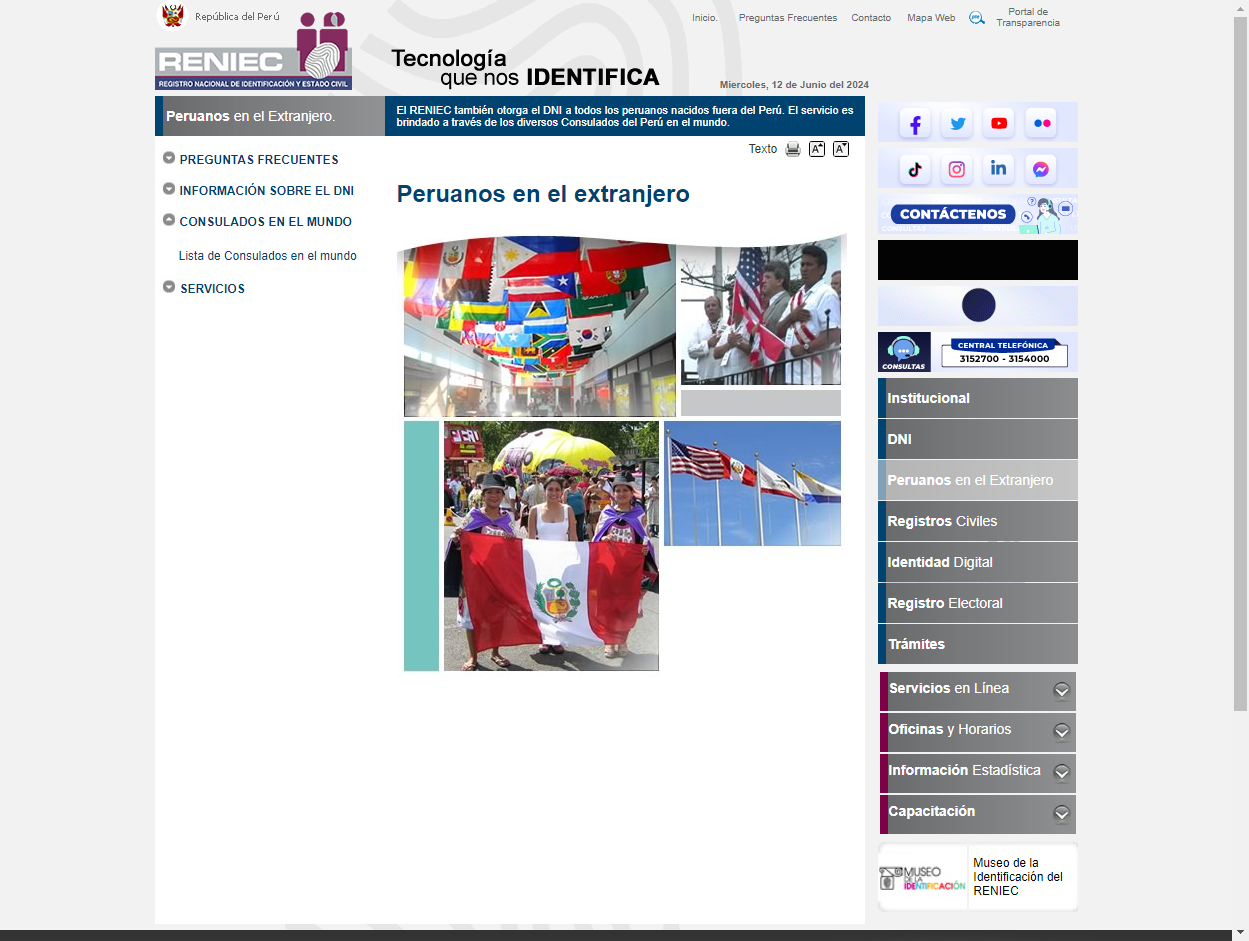 República del Perú
Inicio.
Preguntas Frecuentes
Contacto
Mapa Web
Portal de
Transparencia
RENIEC
REGISTRO NACIONAL DE IDENTIFICACIÓN Y ESTADO CIVIL
Tecnología
que nos IDENTIFICA
Miercoles, 12 de Junio del 2024
Peruanos en el Extranjero.
El RENIEC también otorga el DNI a todos los peruanos nacidos fuera del Perú. El servicio es
brindado a través de los diversos Consulados del Perú en el mundo.
Texto
PREGUNTAS FRECUENTES
INFORMACIÓN SOBRE EL DNI
CONSULADOS EN EL MUNDO
Lista de Consulados en el mundo
SERVICIOS
Peruanos en el extranjero
CONTÁCTENOS
CONSULTAS
CENTRAL TELEFÓNICA
3152700 - 3154000
Institucional
DNI
Peruanos en el Extranjero
Registros Civiles
Identidad Digital
Registro Electoral
Trámites
Servicios en Línea
Oficinas y Horarios
Información Estadística
Capacitación
MUSEO
DE LA
IDENTIFICACIÓN
Museo de la
Identificación del
RENIEC